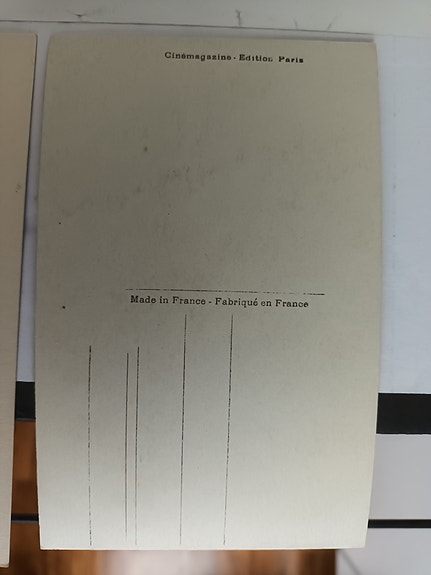 Cinémagazine - Edition Paris
Made in France - Fabriqué en France